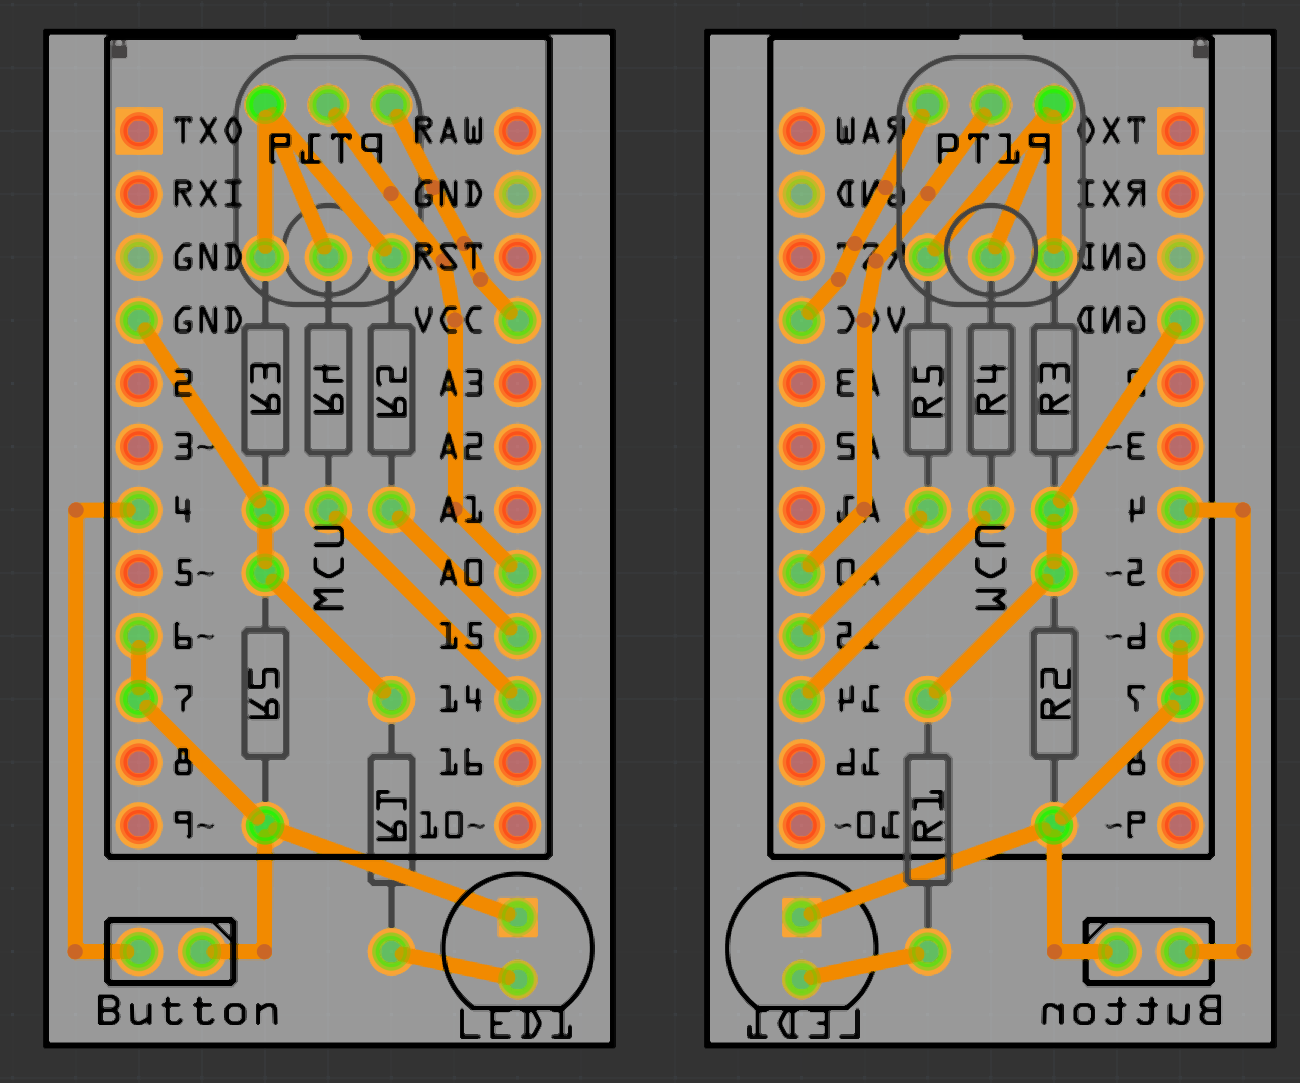 TXO PT1 RAW
RXI GND
GND RST
GND VCC
2 R3 R4 R2 A3
3~ A2
4 A1
5~ MCU A0
6~ 15
7 R5 14
8 16
9~ R1 10~
Button LED1
RAW PT1 TXO
GND RXI
RST GND
VCC GND
A3 R5 R4 R3 2
A2 3~
A1 4
A0 MCU 5~
15 6~
14 R2 7
16 8
10~ R1 9~
LED1 Button